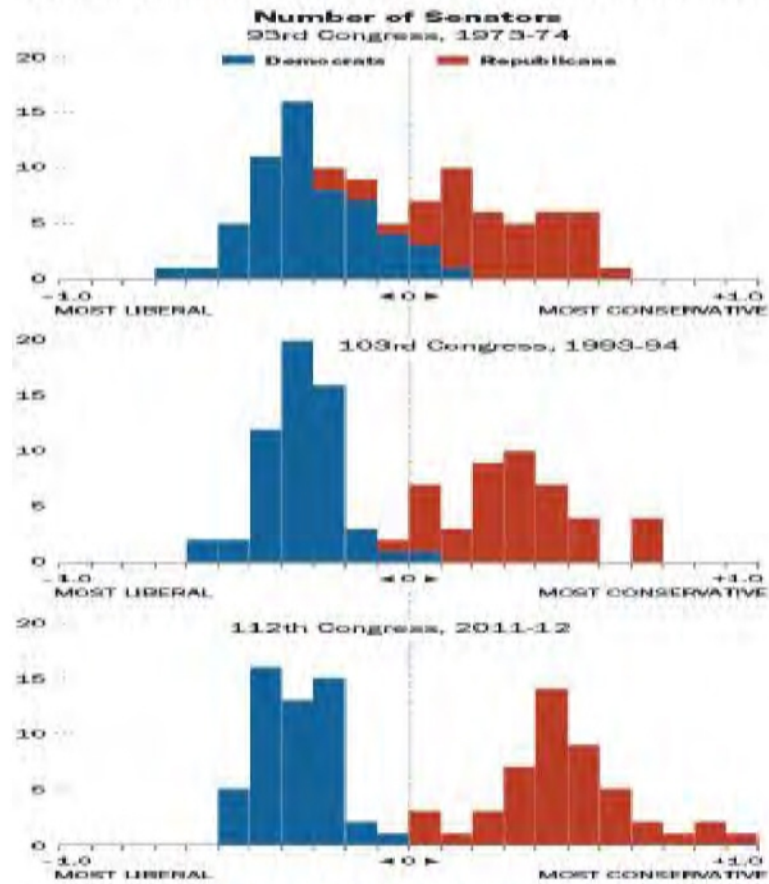 Number of Senators
93rd Congress, 1973-74
20
Democrats Republicans
15
10
5
0
-1.0 ◄ 0 ► +1.0
MOST LIBERAL MOST CONSERVATIVE
20
103rd Congress, 1993-94
15
10
5
0
-1.0 ◄ 0 ► +1.0
MOST LIBERAL MOST CONSERVATIVE
20
112th Congress, 2011-12
15
10
5
0
-1.0 ◄ 0 ► +1.0
MOST LIBERAL MOST CONSERVATIVE